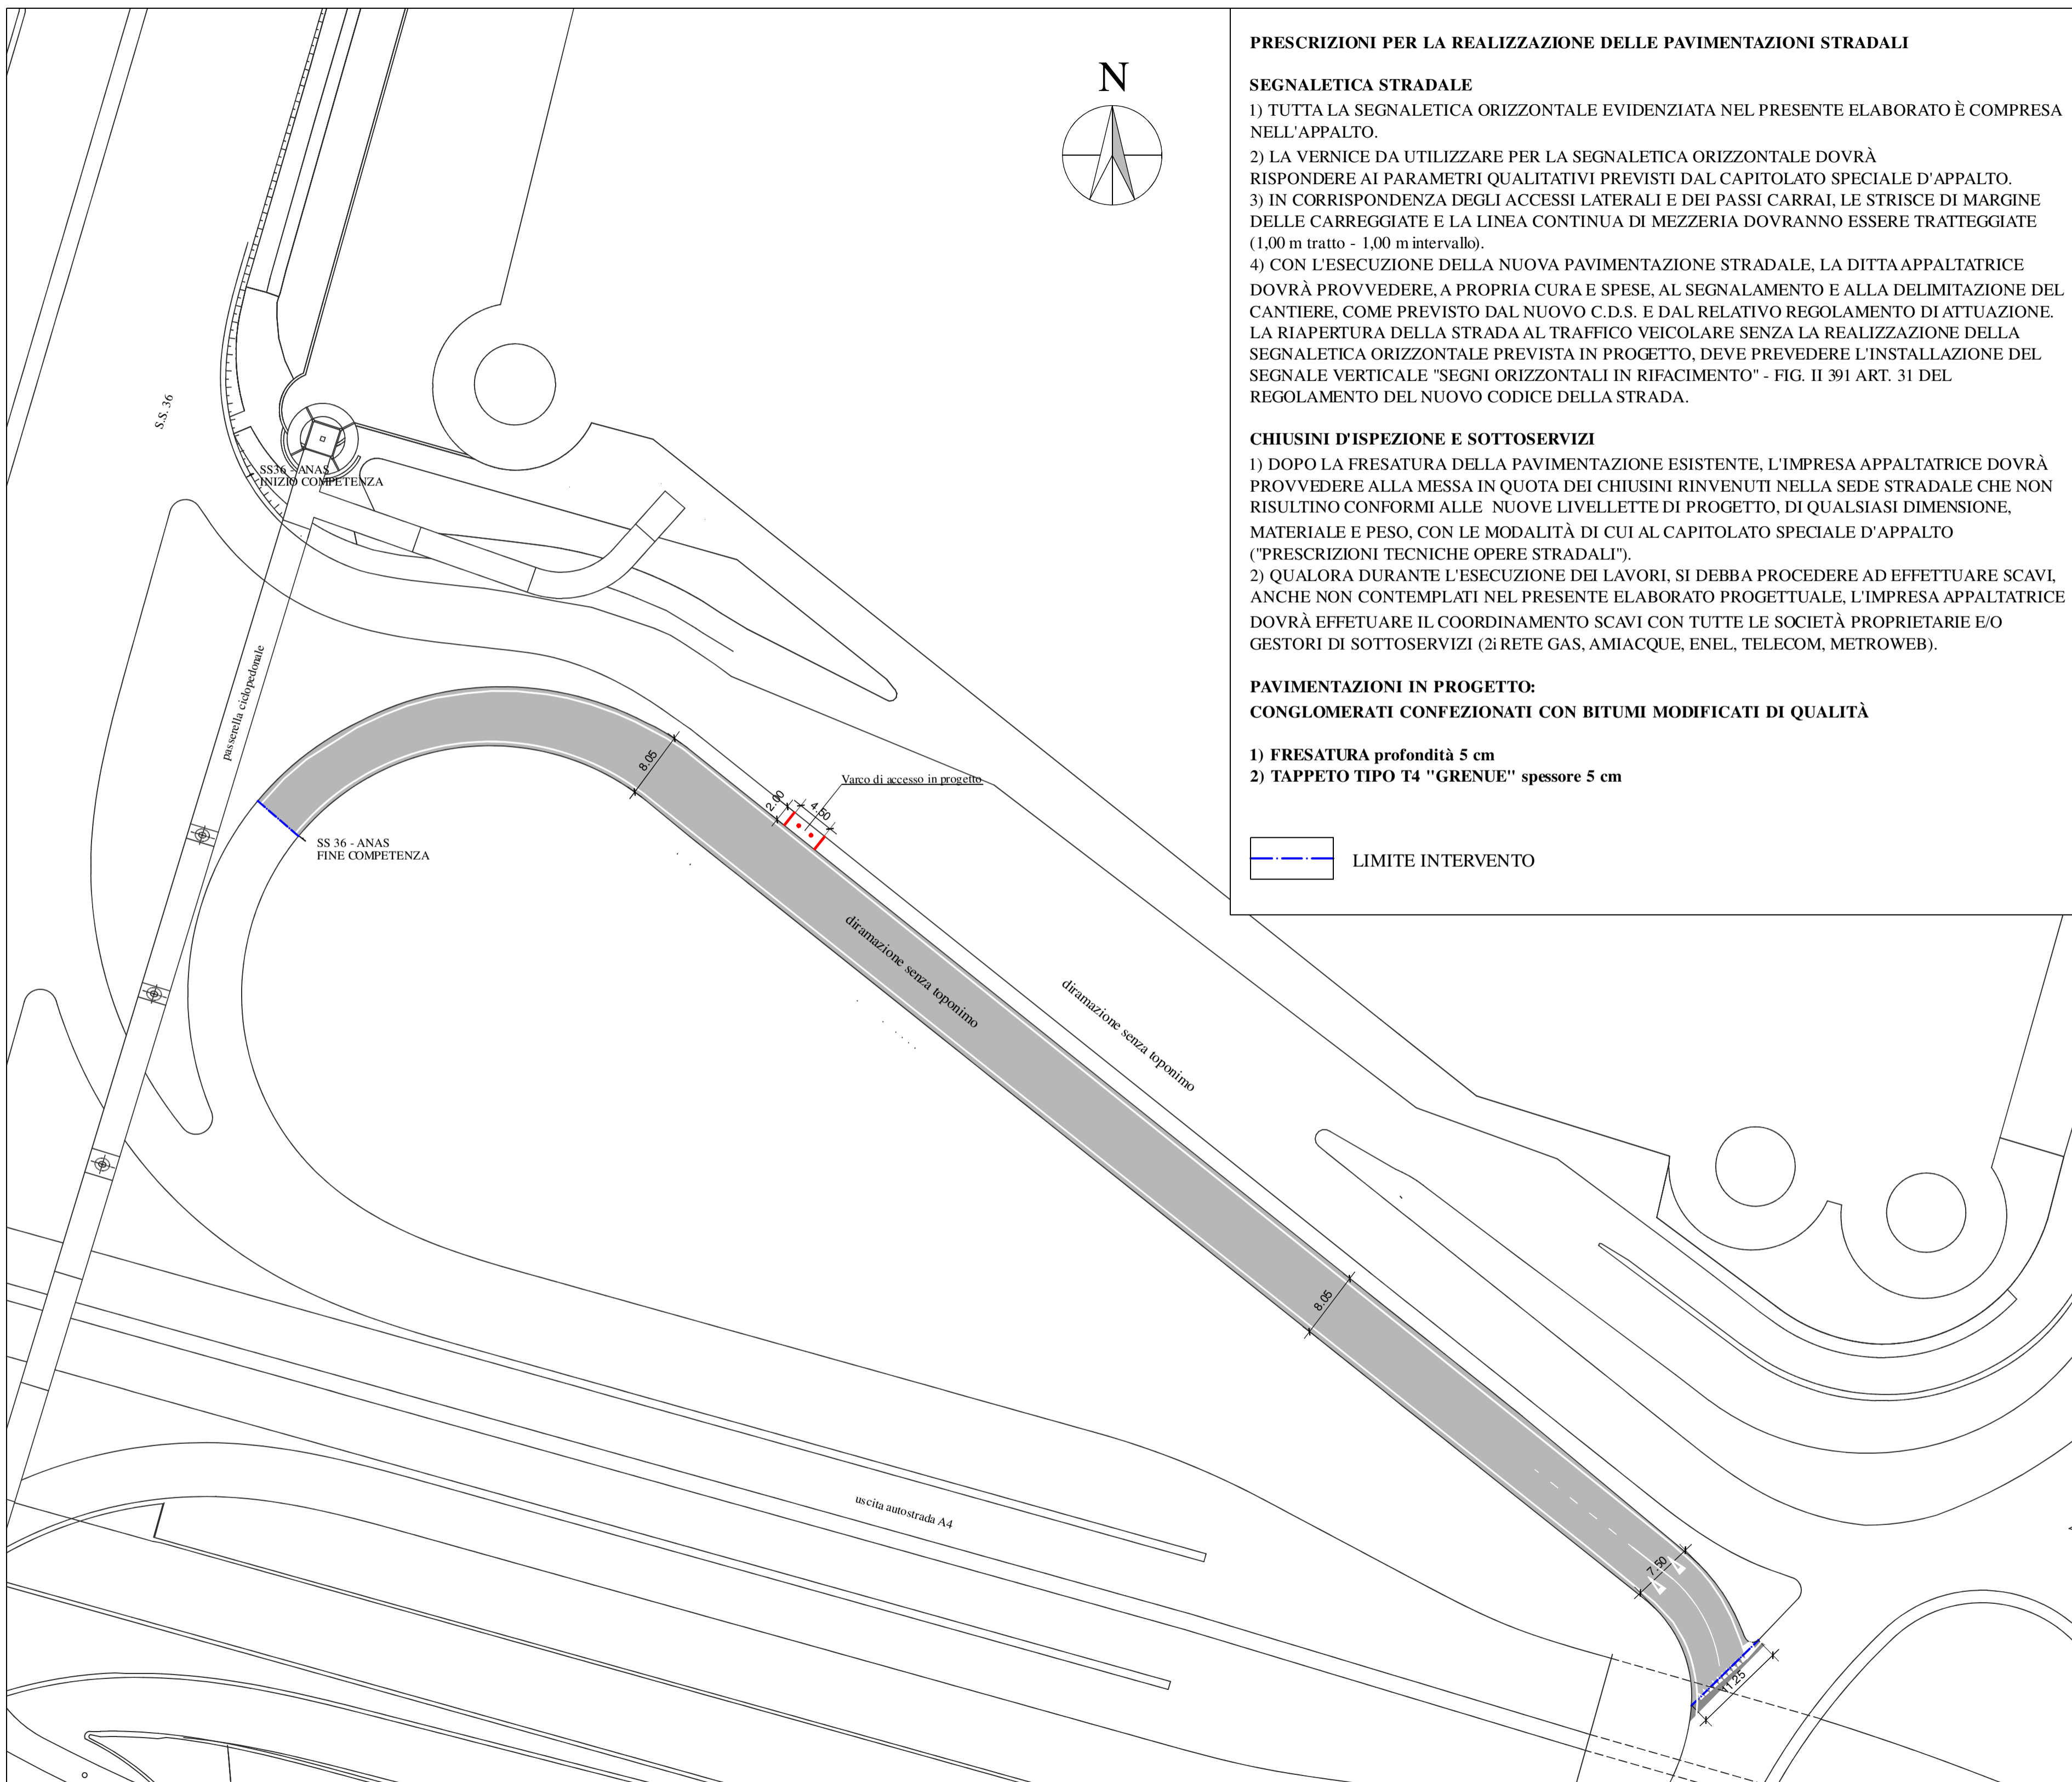 N
S.S. 36
SS36 - ANAS
INIZIO COMPETENZA
passerella ciclopedonale
8.05
Varco di accesso in progetto
2.00
4.50
SS 36 - ANAS
FINE COMPETENZA
diramazione senza toponimo
diramazione senza toponimo
8.05
uscita autostrada A4
7.50
11.25
PRESCRIZIONI PER LA REALIZZAZIONE DELLE PAVIMENTAZIONI STRADALI
SEGNALETICA STRADALE
1) TUTTA LA SEGNALETICA ORIZZONTALE EVIDENZIATA NEL PRESENTE ELABORATO È COMPRESA
NELL'APPALTO.
2) LA VERNICE DA UTILIZZARE PER LA SEGNALETICA ORIZZONTALE DOVRÀ
RISPONDERE AI PARAMETRI QUALITATIVI PREVISTI DAL CAPITOLATO SPECIALE D'APPALTO.
3) IN CORRISPONDENZA DEGLI ACCESSI LATERALI E DEI PASSI CARRAI, LE STRISCE DI MARGINE
DELLE CARREGGIATE E LA LINEA CONTINUA DI MEZZERIA DOVRANNO ESSERE TRATTEGGIATE
(1,00 m tratto - 1,00 m intervallo).
4) CON L'ESECUZIONE DELLA NUOVA PAVIMENTAZIONE STRADALE, LA DITTA APPALTATRICE
DOVRÀ PROVVEDERE, A PROPRIA CURA E SPESE, AL SEGNALAMENTO E ALLA DELIMITAZIONE DEL
CANTIERE, COME PREVISTO DAL NUOVO C.D.S. E DAL RELATIVO REGOLAMENTO DI ATTUAZIONE.
LA RIAPERTURA DELLA STRADA AL TRAFFICO VEICOLARE SENZA LA REALIZZAZIONE DELLA
SEGNALETICA ORIZZONTALE PREVISTA IN PROGETTO, DEVE PREVEDERE L'INSTALLAZIONE DEL
SEGNALE VERTICALE "SEGNI ORIZZONTALI IN RIFACIMENTO" - FIG. II 391 ART. 31 DEL
REGOLAMENTO DEL NUOVO CODICE DELLA STRADA.
CHIUSINI D'ISPEZIONE E SOTTOSERVIZI
1) DOPO LA FRESATURA DELLA PAVIMENTAZIONE ESISTENTE, L'IMPRESA APPALTATRICE DOVRÀ
PROVVEDERE ALLA MESSA IN QUOTA DEI CHIUSINI RINVENUTI NELLA SEDE STRADALE CHE NON
RISULTINO CONFORMI ALLE NUOVE LIVELLETTE DI PROGETTO, DI QUALSIASI DIMENSIONE,
MATERIALE E PESO, CON LE MODALITÀ DI CUI AL CAPITOLATO SPECIALE D'APPALTO
("PRESCRIZIONI TECNICHE OPERE STRADALI").
2) QUALORA DURANTE L'ESECUZIONE DEI LAVORI, SI DEBBA PROCEDERE AD EFFETTUARE SCAVI,
ANCHE NON CONTEMPLATI NEL PRESENTE ELABORATO PROGETTUALE, L'IMPRESA APPALTATRICE
DOVRÀ EFFETUARE IL COORDINAMENTO SCAVI CON TUTTE LE SOCIETÀ PROPRIETARIE E/O
GESTORI DI SOTTOSERVIZI (2i RETE GAS, AMIACQUE, ENEL, TELECOM, METROWEB).
PAVIMENTAZIONI IN PROGETTO:
CONGLOMERATI CONFEZIONATI CON BITUMI MODIFICATI DI QUALITÀ
1) FRESATURA profondità 5 cm
2) TAPPETO TIPO T4 "GRENUE" spessore 5 cm
LIMITE INTERVENTO